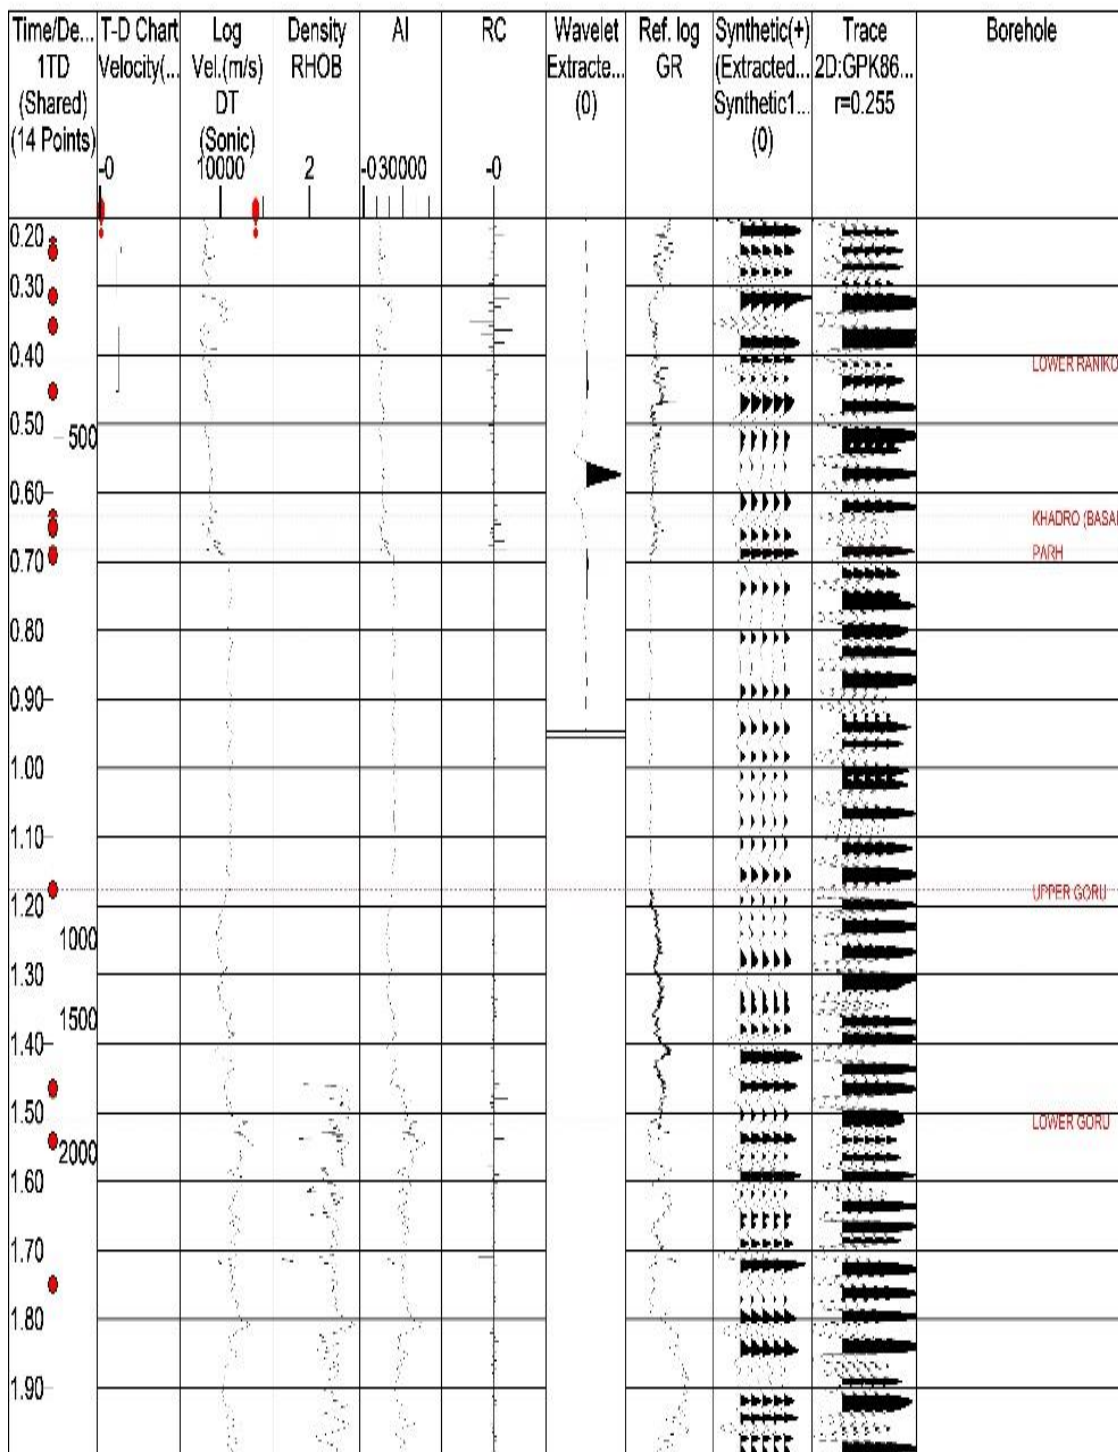 Time/De...
1TD
(Shared)
(14 Points)
T-D Chart
Velocity(...
-0
Log
Vel.(m/s)
DT
(Sonic)
10000
Density
RHOB
2
AI
-030000
RC
-0
Wavelet
Extracte...
(0)
Ref. log
GR
Synthetic(+)
(Extracted...
Synthetic1...
(0)
Trace
2D:GPK86...
r=0.255
Borehole
0.20
0.30
0.40
LOWER RANIKO
0.50
500
0.60
KHADRO (BASA
PARH
0.70
0.80
0.90
1.00
1.10
UPPER GORU
1.20
1000
1.30
1500
1.40
1.50
LOWER GORU
2000
1.60
1.70
1.80
1.90